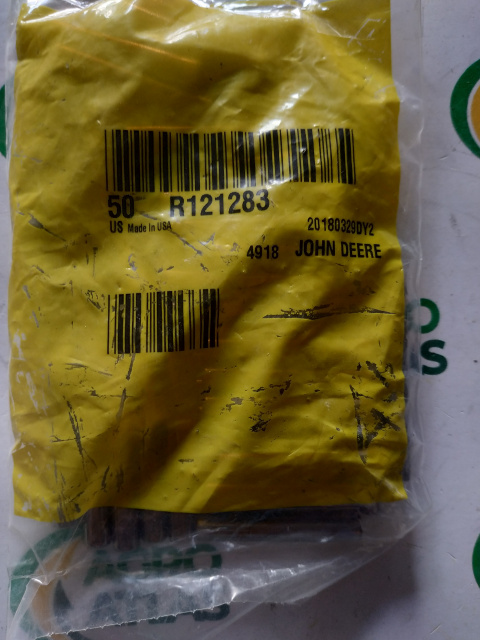 50 R121283
US Made in USA
20180329DY2
4918 JOHN DEERE